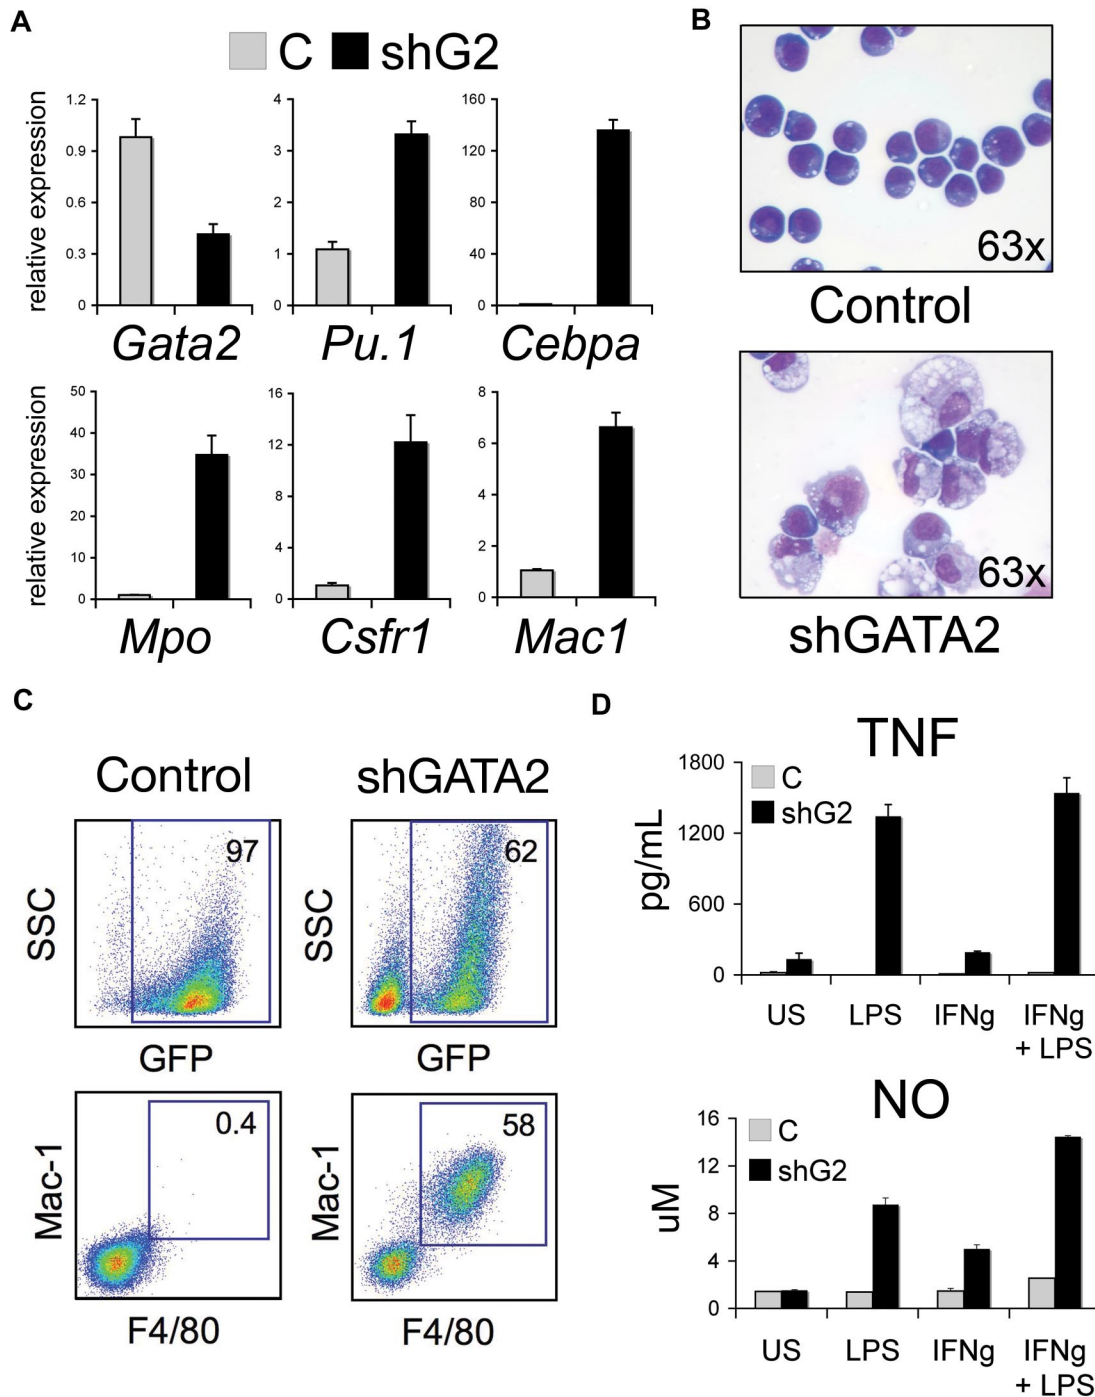 A
C shG2
relative expression
1.2
0.9
0.6
0.3
0
Gata2
4
3
2
1
0
Pu.1
160
120
80
40
0
Cebpa
relative expression
50
40
30
20
10
0
Mpo
16
12
8
4
0
Csfr1
8
6
4
2
0
Mac1
B
63x
Control
63x
shGATA2
C
Control
SSC
97
GFP
shGATA2
SSC
62
GFP
Mac-1
0.4
F4/80
Mac-1
58
F4/80
D
TNF
C
shG2
pg/mL
1800
1200
600
0
US LPS IFNg IFNg
+ LPS
NO
C
shG2
uM
16
12
8
4
0
US LPS IFNg IFNg
+ LPS